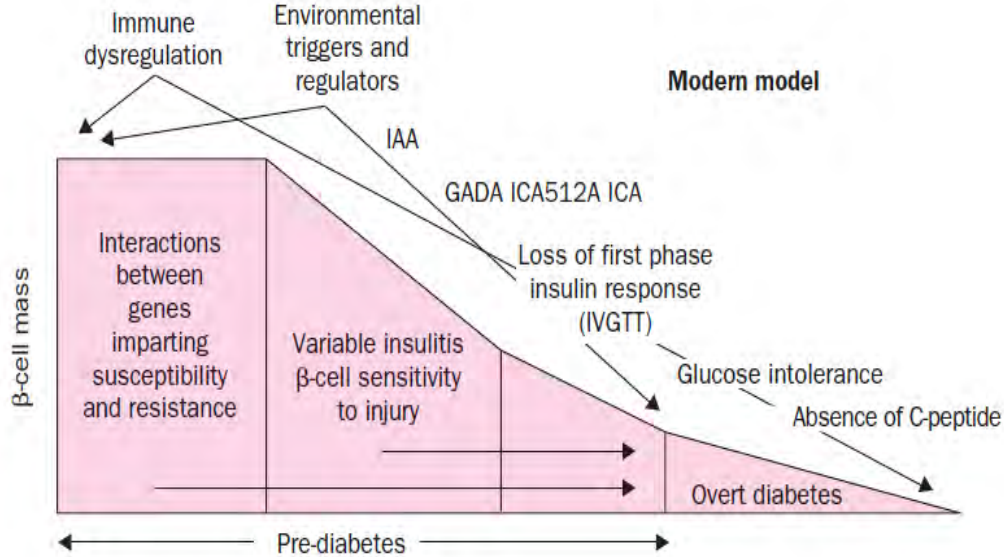 Immune
dysregulation
Environmental
triggers and
regulators
Modern model
IAA
GADA ICA512A ICA
Loss of first phase
insulin response
(IVGTT)
Glucose intolerance
Absence of C-peptide
β-cell mass
Interactions
between
genes
imparting
susceptibility
and resistance
Variable insulitis
β-cell sensitivity
to injury
Overt diabetes
Pre-diabetes